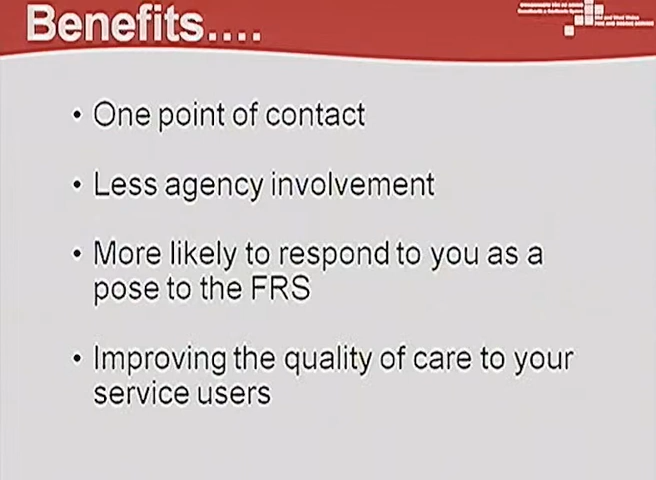 Benefits....
• One point of contact
• Less agency involvement
• More likely to respond to you as a
pose to the FRS
• Improving the quality of care to your
service users